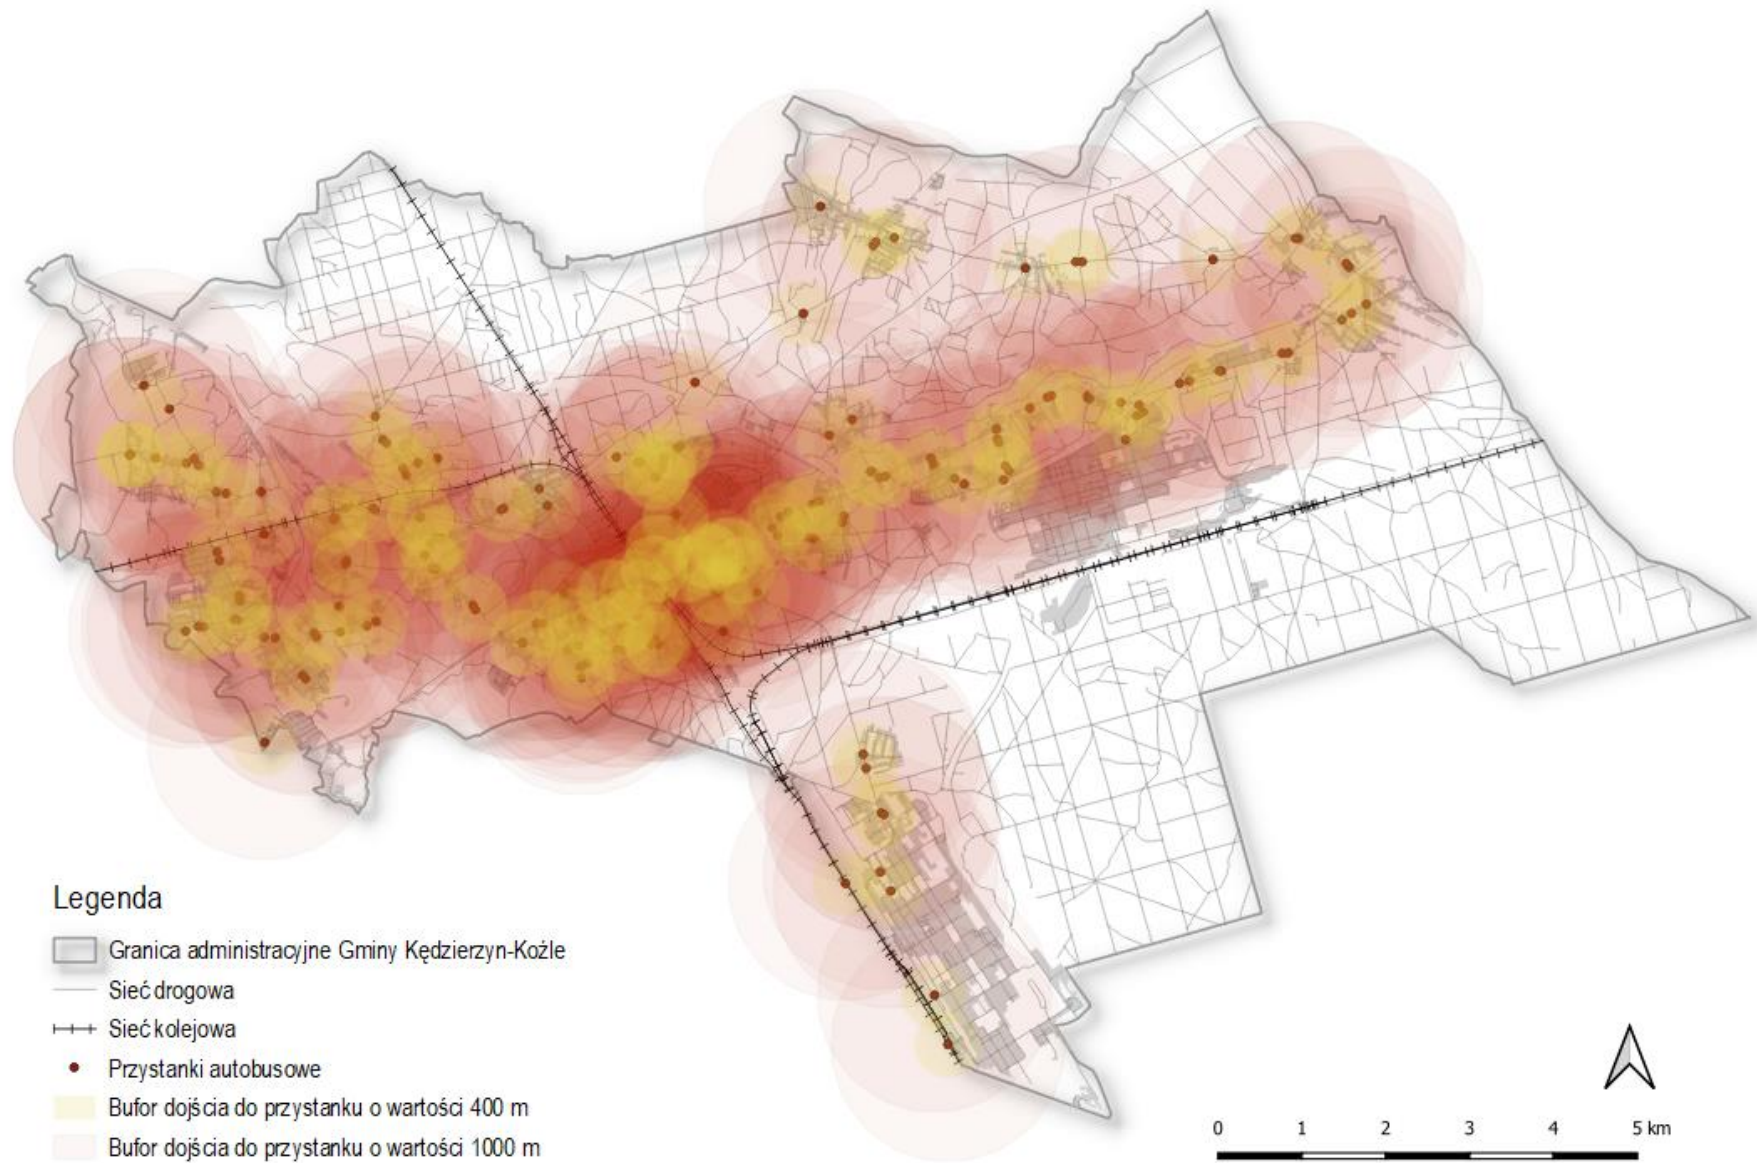 Legenda
Granica administracyjne Gminy Kędzierzyn-Koźle
Sieć drogowa
Sieć kolejowa
Przystanki autobusowe
Bufor dojścia do przystanku o wartości 400 m
Bufor dojścia do przystanku o wartości 1000 m
0 1 2 3 4 5 km